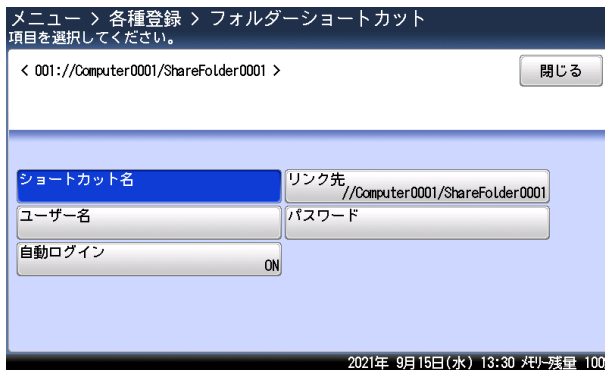 メニュー > 各種登録 > フォルダーショートカット
項目を選択してください。
< 001://Computer0001/ShareFolder0001 >
閉じる
ショートカット名
リンク先
//Computer0001/ShareFolder0001
ユーザー名
パスワード
自動ログイン
ON
2021年 9月15日(水) 13:30 ﾒﾓﾘｰ残量 100